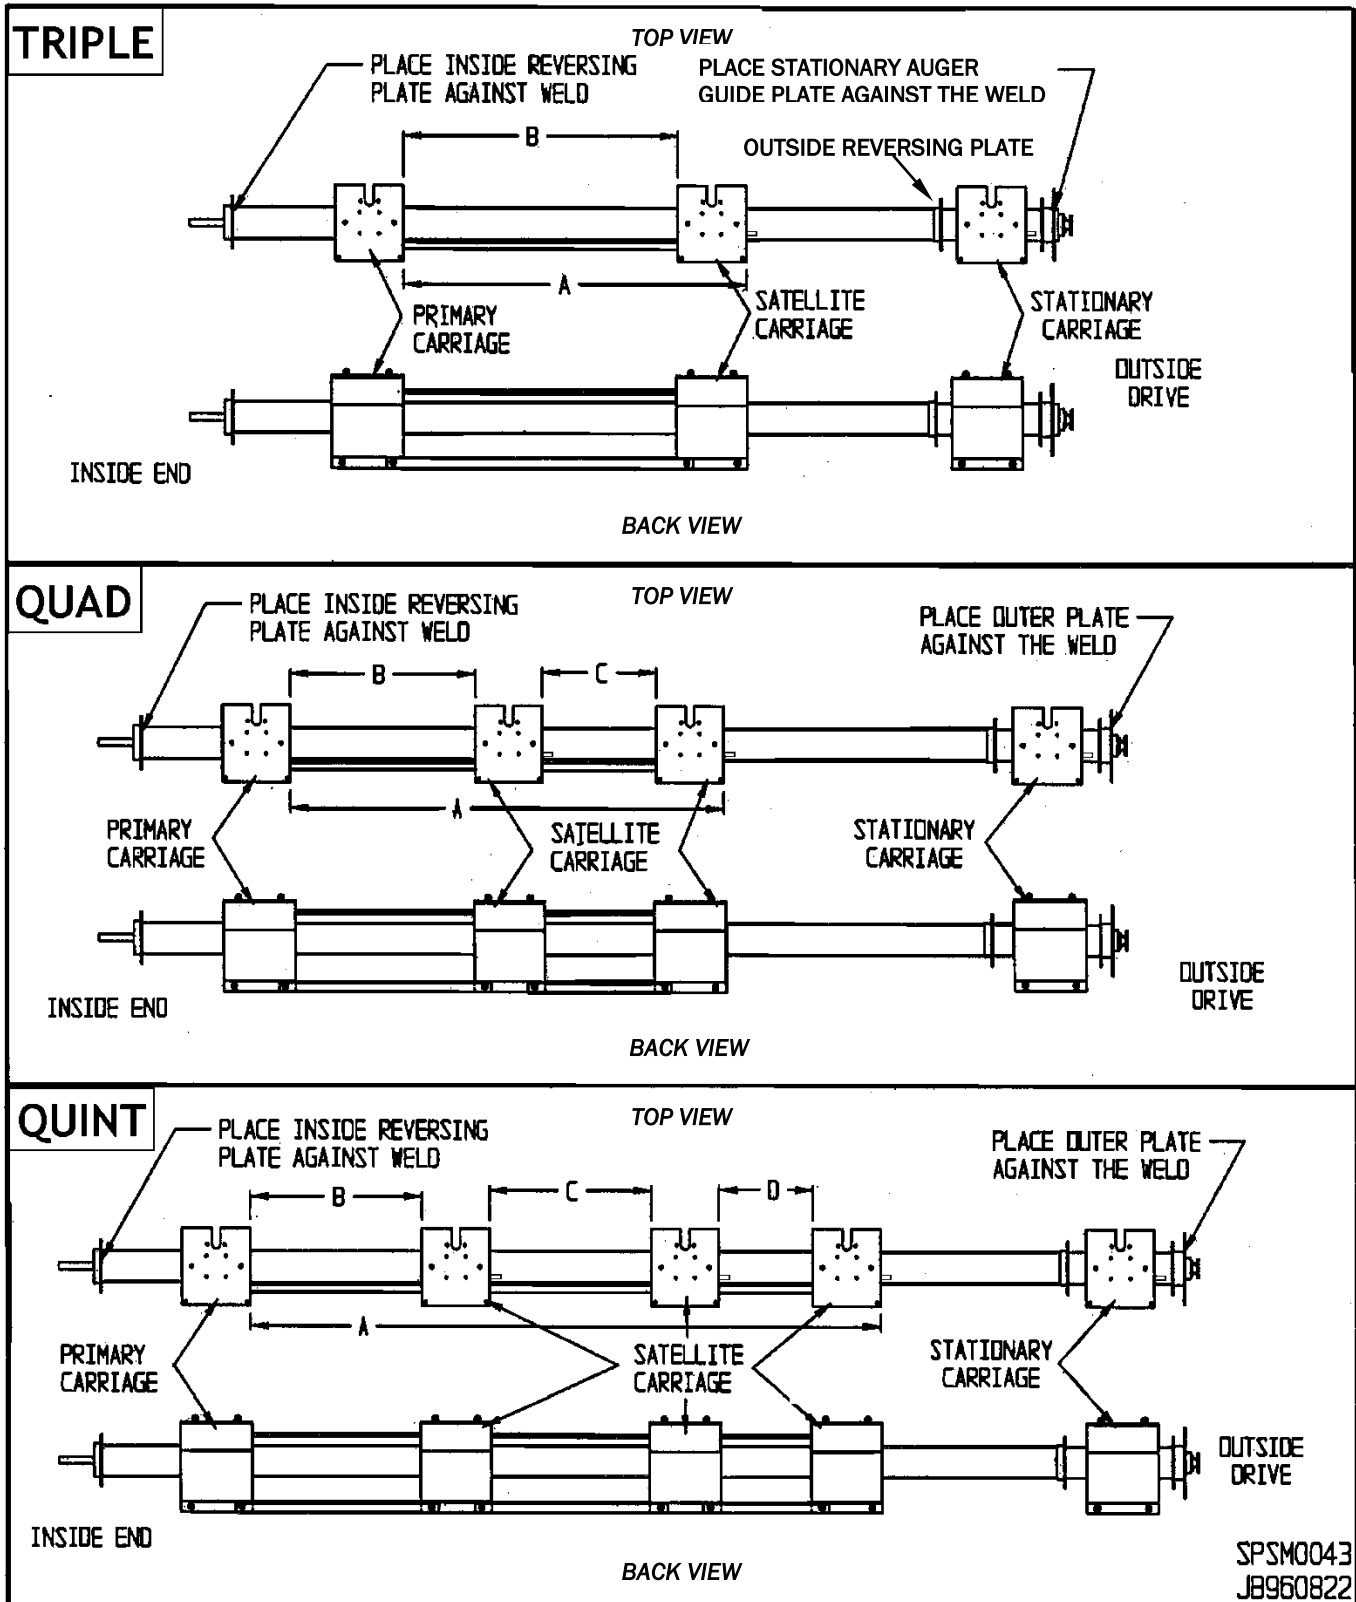 TRIPLE
TOP VIEW
PLACE INSIDE REVERSING
PLATE AGAINST WELD
PLACE STATIONARY AUGER
GUIDE PLATE AGAINST THE WELD
B
OUTSIDE REVERSING PLATE
A
PRIMARY
CARRIAGE
SATELLITE
CARRIAGE
STATIONARY
CARRIAGE
OUTSIDE
DRIVE
INSIDE END
BACK VIEW
QUAD
TOP VIEW
PLACE INSIDE REVERSING
PLATE AGAINST WELD
PLACE OUTER PLATE
AGAINST THE WELD
B
C
A
PRIMARY
CARRIAGE
SATELLITE
CARRIAGE
STATIONARY
CARRIAGE
OUTSIDE
DRIVE
INSIDE END
BACK VIEW
QUINT
TOP VIEW
PLACE INSIDE REVERSING
PLATE AGAINST WELD
PLACE OUTER PLATE
AGAINST THE WELD
B
C
D
A
PRIMARY
CARRIAGE
SATELLITE
CARRIAGE
STATIONARY
CARRIAGE
OUTSIDE
DRIVE
INSIDE END
BACK VIEW
SPSM0043
JB960822